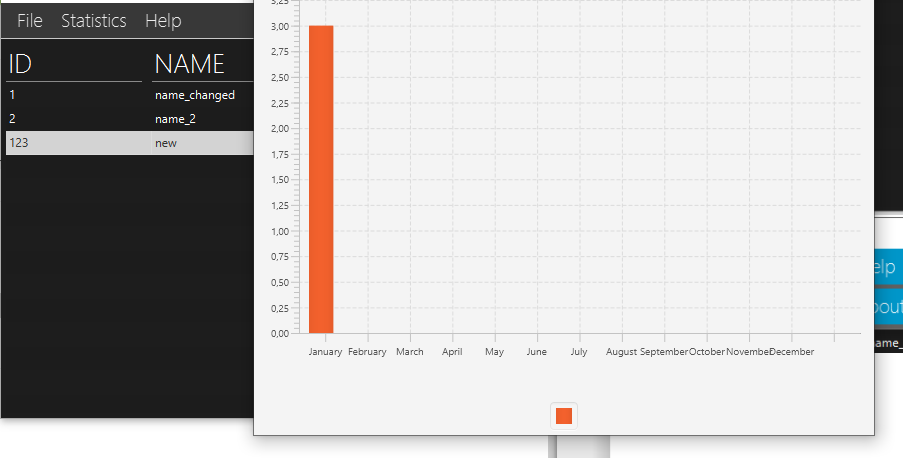 File Statistics Help
ID NAME
1 name_changed
2 name_2
123 new
3,25
3,00
2,75
2,50
2,25
2,00
1,75
1,50
1,25
1,00
0,75
0,50
0,25
0,00
January February March April May June July August September October November December
elp
bout
ame_